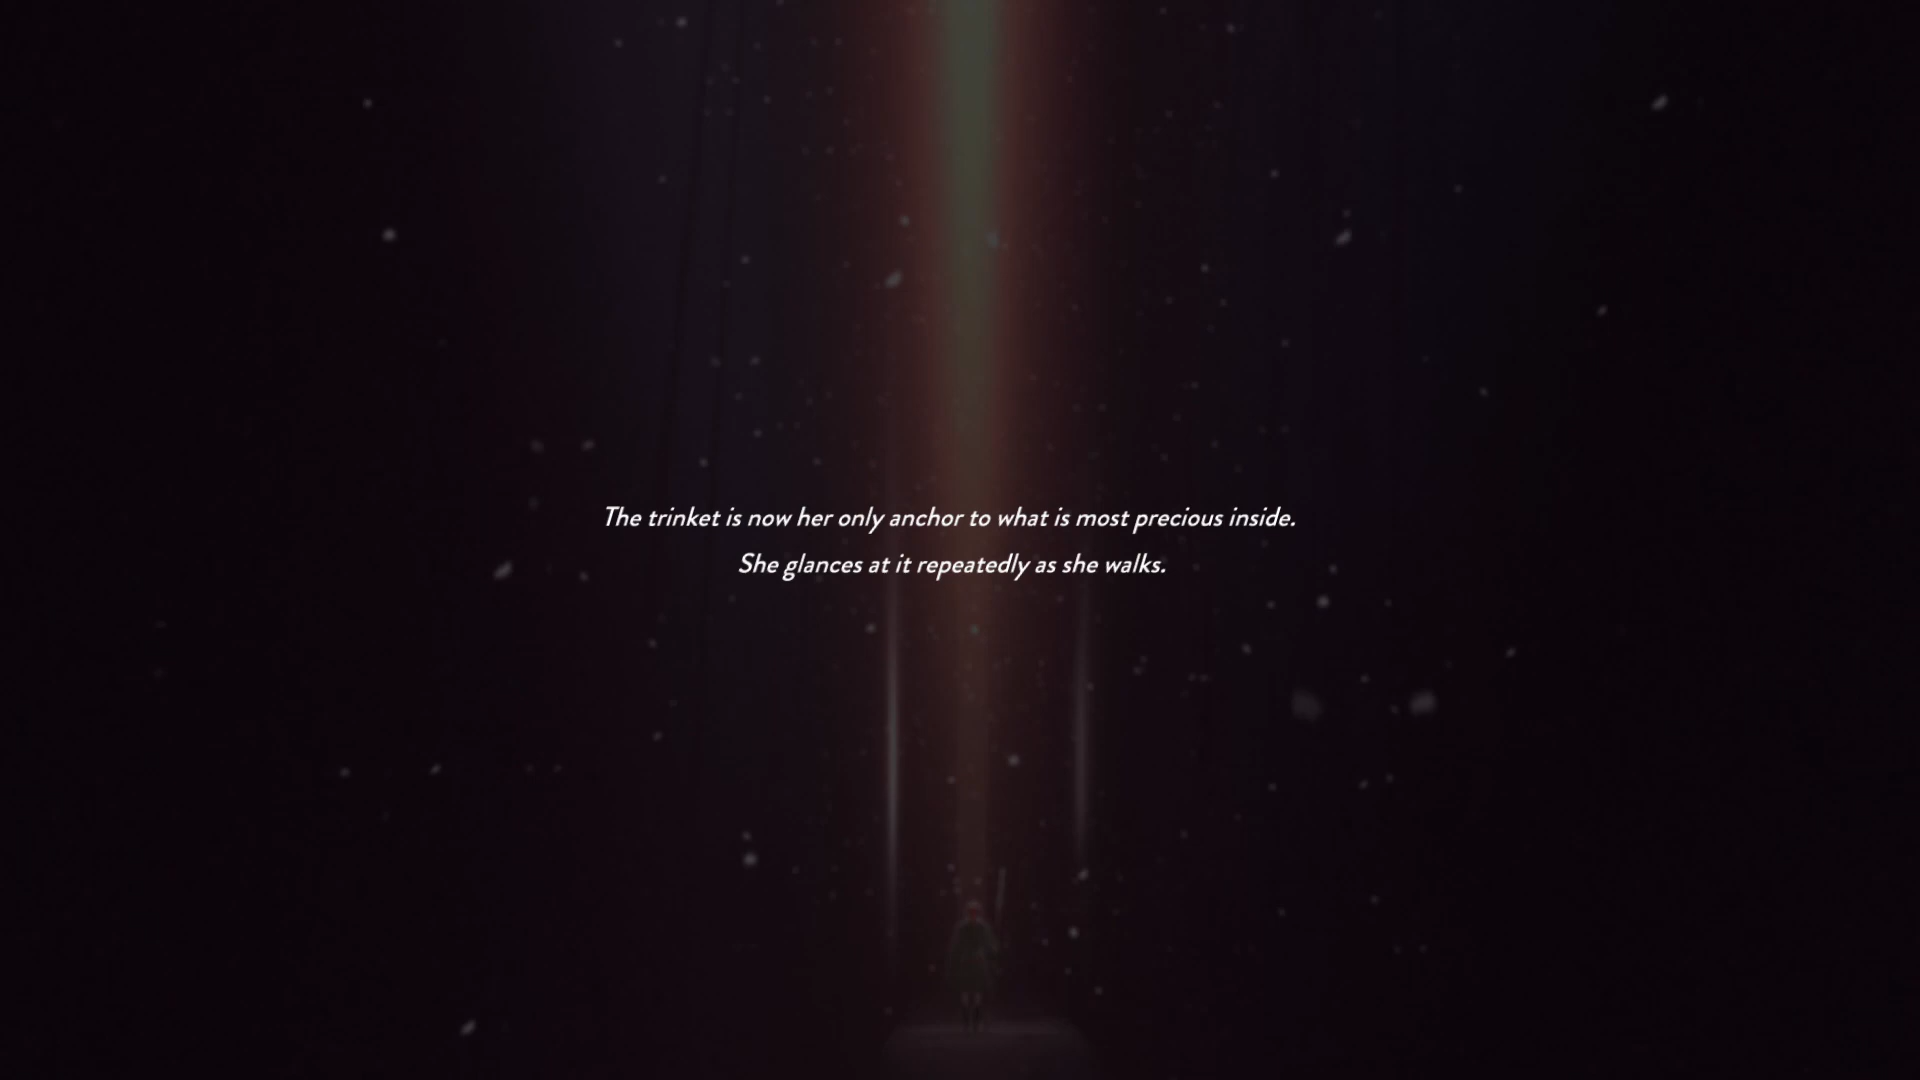 The trinket is now her only anchor to what is most precious inside.
She glances at it repeatedly as she walks.